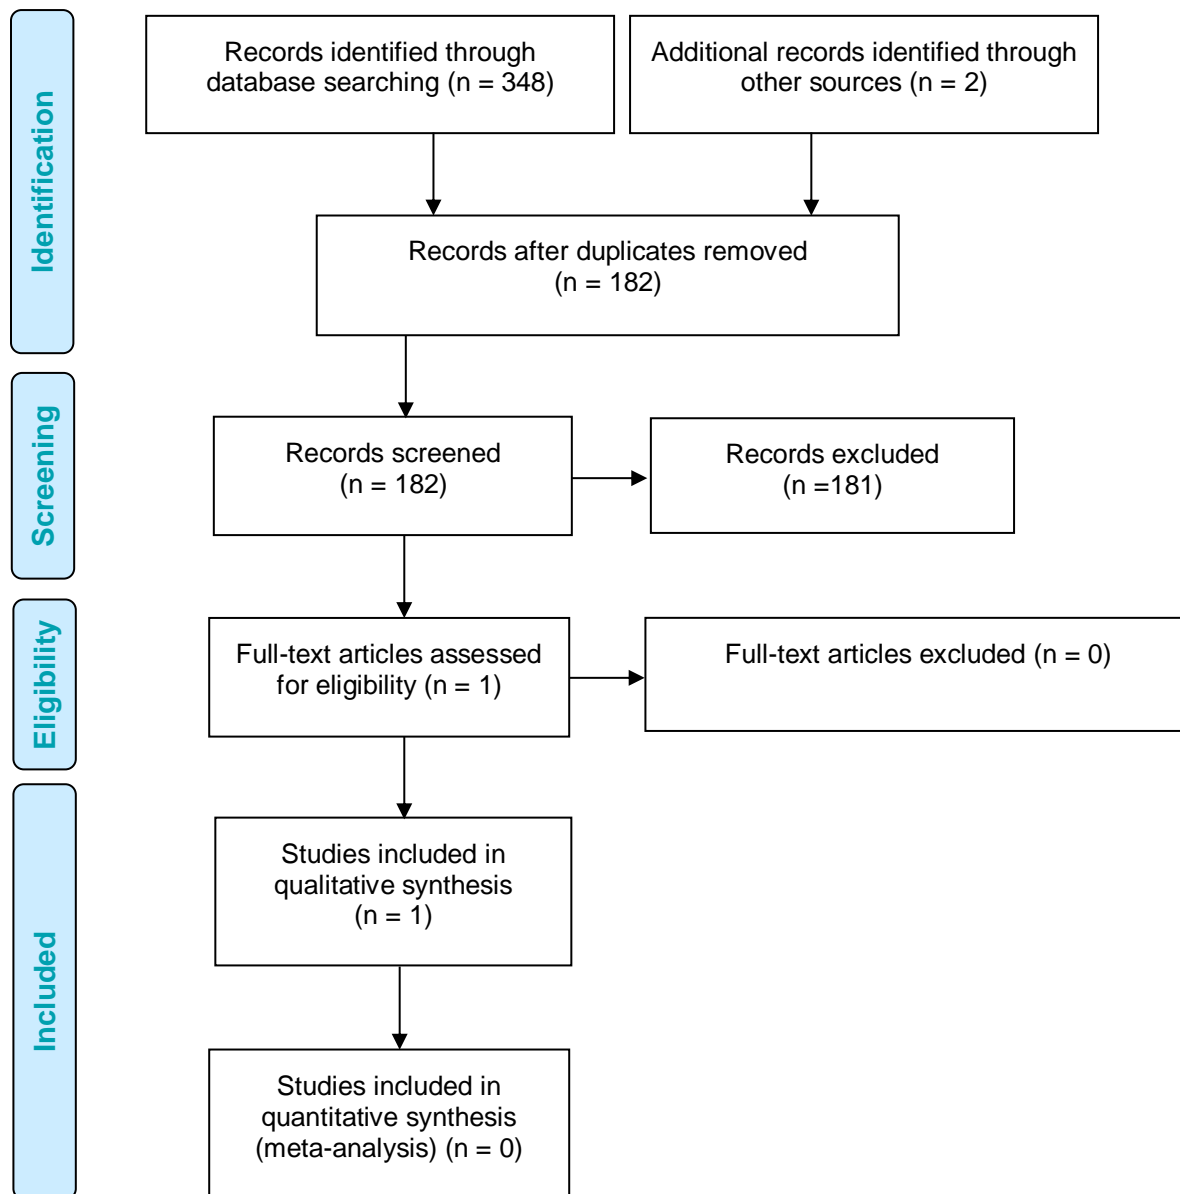 Identification
Records identified through
database searching (n = 348)
Additional records identified through
other sources (n = 2)
Records after duplicates removed
(n = 182)
Screening
Records screened
(n = 182)
Records excluded
(n =181)
Eligibility
Full-text articles assessed
for eligibility (n = 1)
Full-text articles excluded (n = 0)
Included
Studies included in
qualitative synthesis
(n = 1)
Studies included in
quantitative synthesis
(meta-analysis) (n = 0)